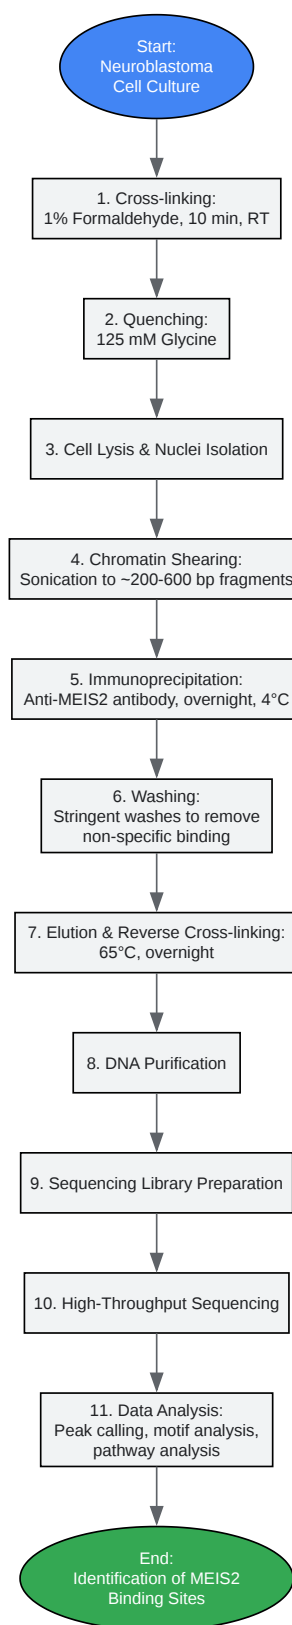 Start:
Neuroblastoma
Cell Culture
1. Cross-linking:
1% Formaldehyde, 10 min, RT
2. Quenching:
125 mM Glycine
3. Cell Lysis & Nuclei Isolation
4. Chromatin Shearing:
Sonication to ~200-600 bp fragments
5. Immunoprecipitation:
Anti-MEIS2 antibody, overnight, 4°C
6. Washing:
Stringent washes to remove
non-specific binding
7. Elution & Reverse Cross-linking:
65°C, overnight
8. DNA Purification
9. Sequencing Library Preparation
10. High-Throughput Sequencing
11. Data Analysis:
Peak calling, motif analysis,
pathway analysis
End:
Identification of MEIS2
Binding Sites